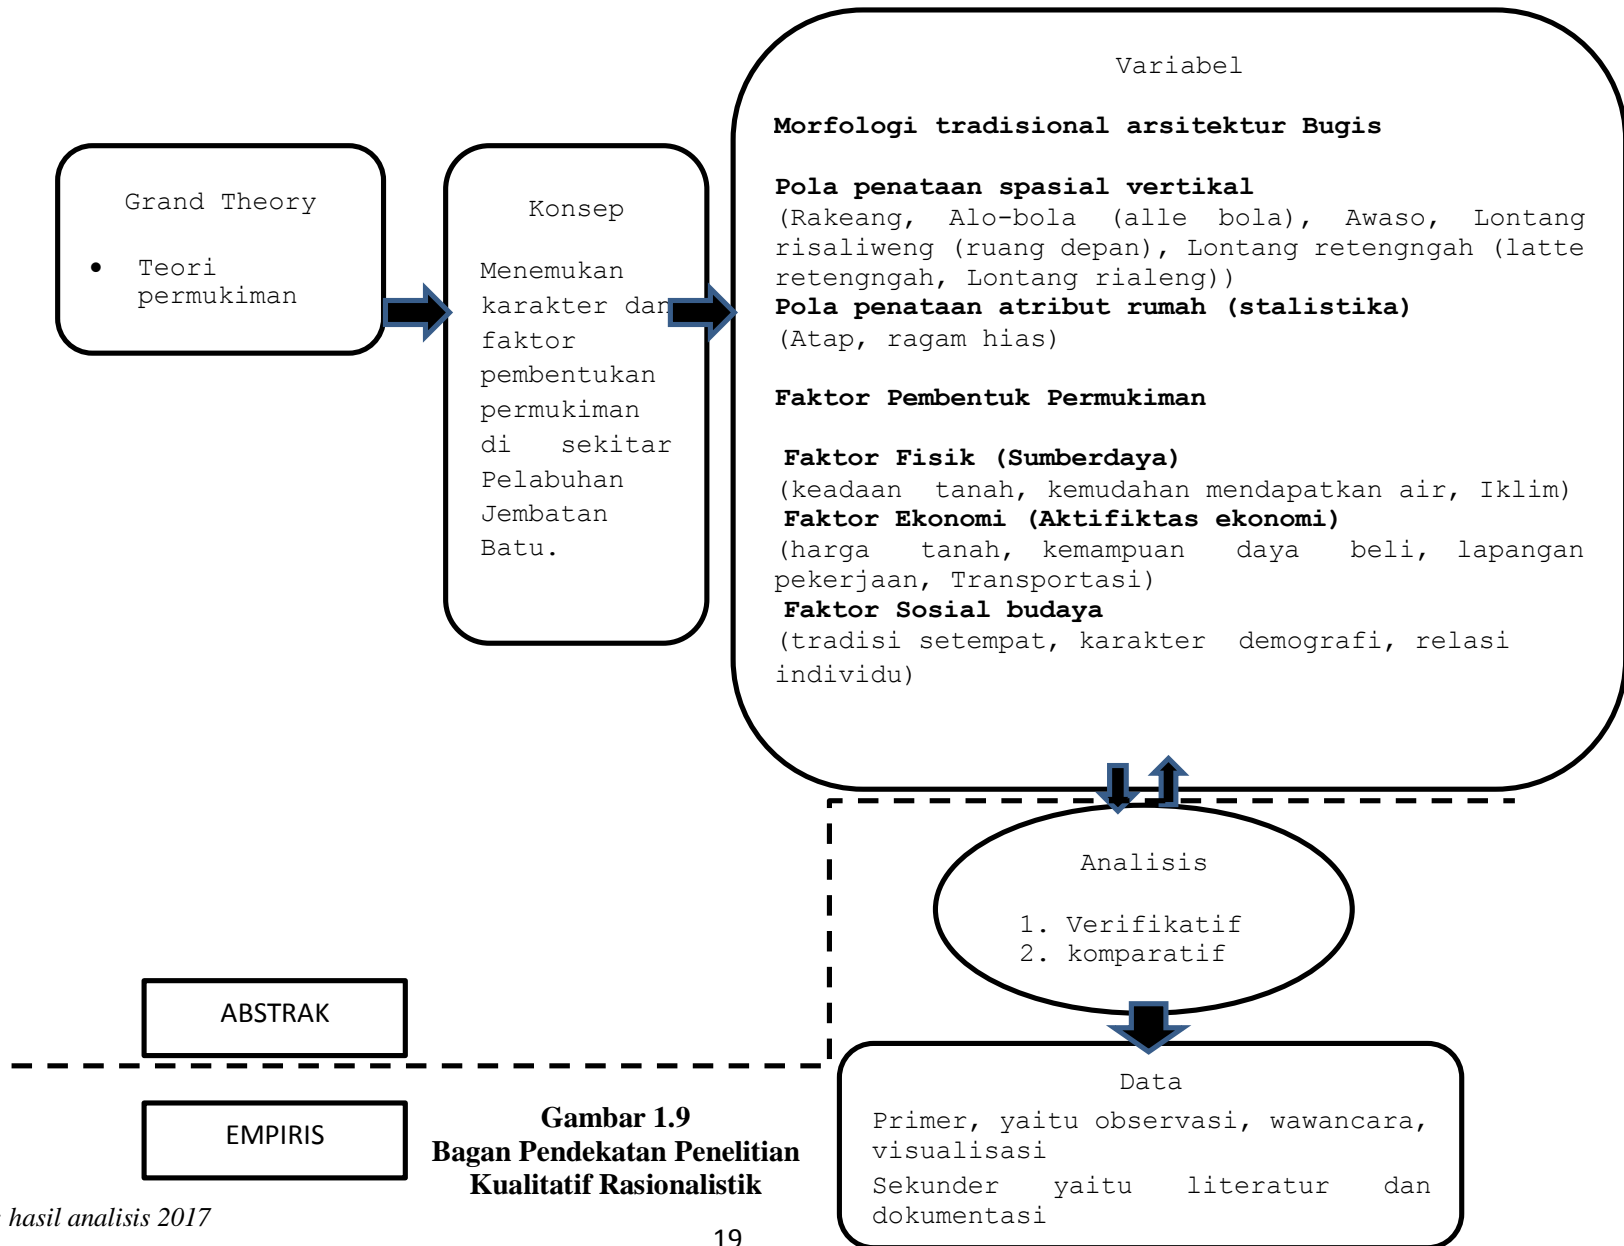 Grand Theory
• Teori
permukiman
Konsep
Menemukan
karakter dan
faktor
pembentukan
permukiman
di sekitar
Pelabuhan
Jembatan
Batu.
Variabel
Morfologi tradisional arsitektur Bugis
Pola penataan spasial vertikal
(Rakeang, Alo-bola (alle bola), Awaso, Lontang
risaliweng (ruang depan), Lontang retengngah (latte
retengngah, Lontang rialeng))
Pola penataan atribut rumah (stalistika)
(Atap, ragam hias)
Faktor Pembentuk Permukiman
Faktor Fisik (Sumberdaya)
(keadaan tanah, kemudahan mendapatkan air, Iklim)
Faktor Ekonomi (Aktifiktas ekonomi)
(harga tanah, kemampuan daya beli, lapangan
pekerjaan, Transportasi)
Faktor Sosial budaya
(tradisi setempat, karakter demografi, relasi
individu)
Analisis
1. Verifikatif
2. komparatif
ABSTRAK
EMPIRIS
Data
Primer, yaitu observasi, wawancara,
visualisasi
Sekunder yaitu literatur dan
dokumentasi
Gambar 1.9
Bagan Pendekatan Penelitian
Kualitatif Rasionalistik
hasil analisis 2017
19